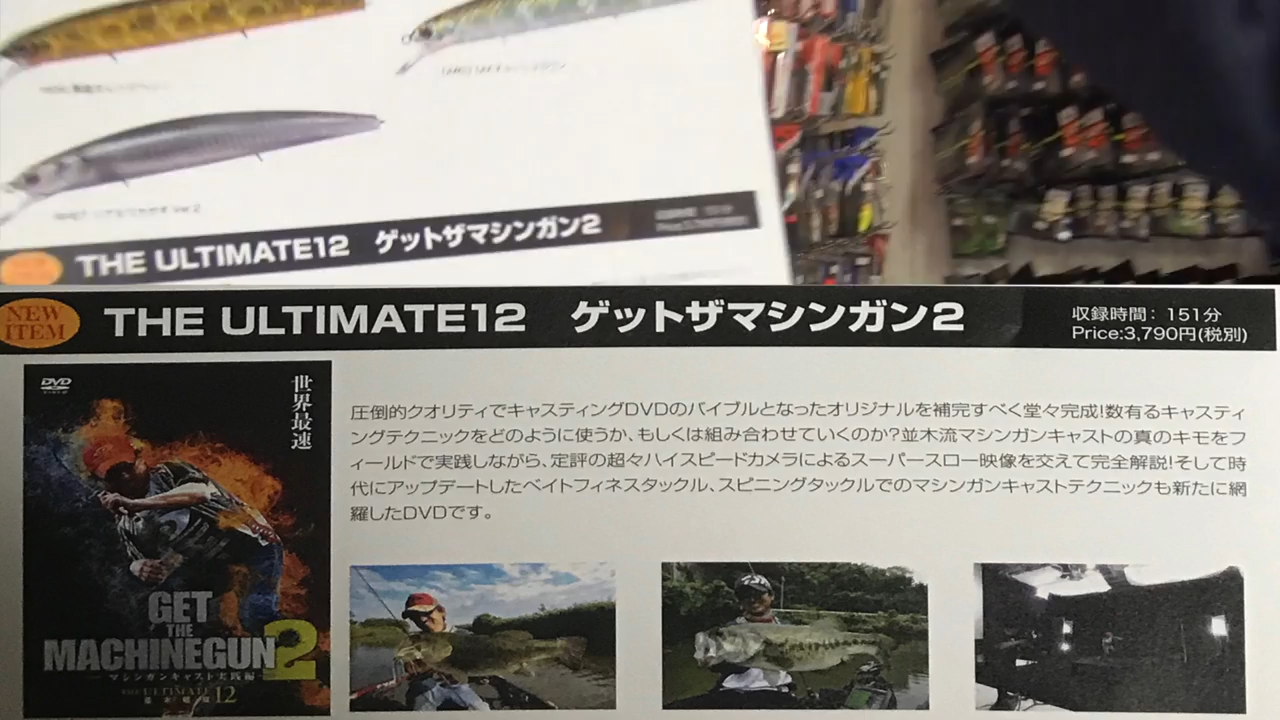 THE ULTIMATE12 ゲットザマシンガン2
NEW
ITEM
THE ULTIMATE12 ゲットザマシンガン2
収録時間：151分
Price:3,790円(税別)
DVD
世界最速
GET
THE
MACHINEGUN2
マシンガンキャスト実践編
THE ULTIMATE 12
圧倒的クオリティでキャスティングDVDのバイブルとなったオリジナルを補完すべく堂々完成!数有るキャスティ
ングテクニックをどのように使うか、もしくは組み合わせていくのか?並木流マシンガンキャストの真のキモをフ
ィールドで実践しながら、定評の超々ハイスピードカメラによるスーパースロー映像を交えて完全解説!そして時
代にアップデートしたベイトフィネスタックル、スピニングタックルでのマシンガンキャストテクニックも新たに網
羅したDVDです。